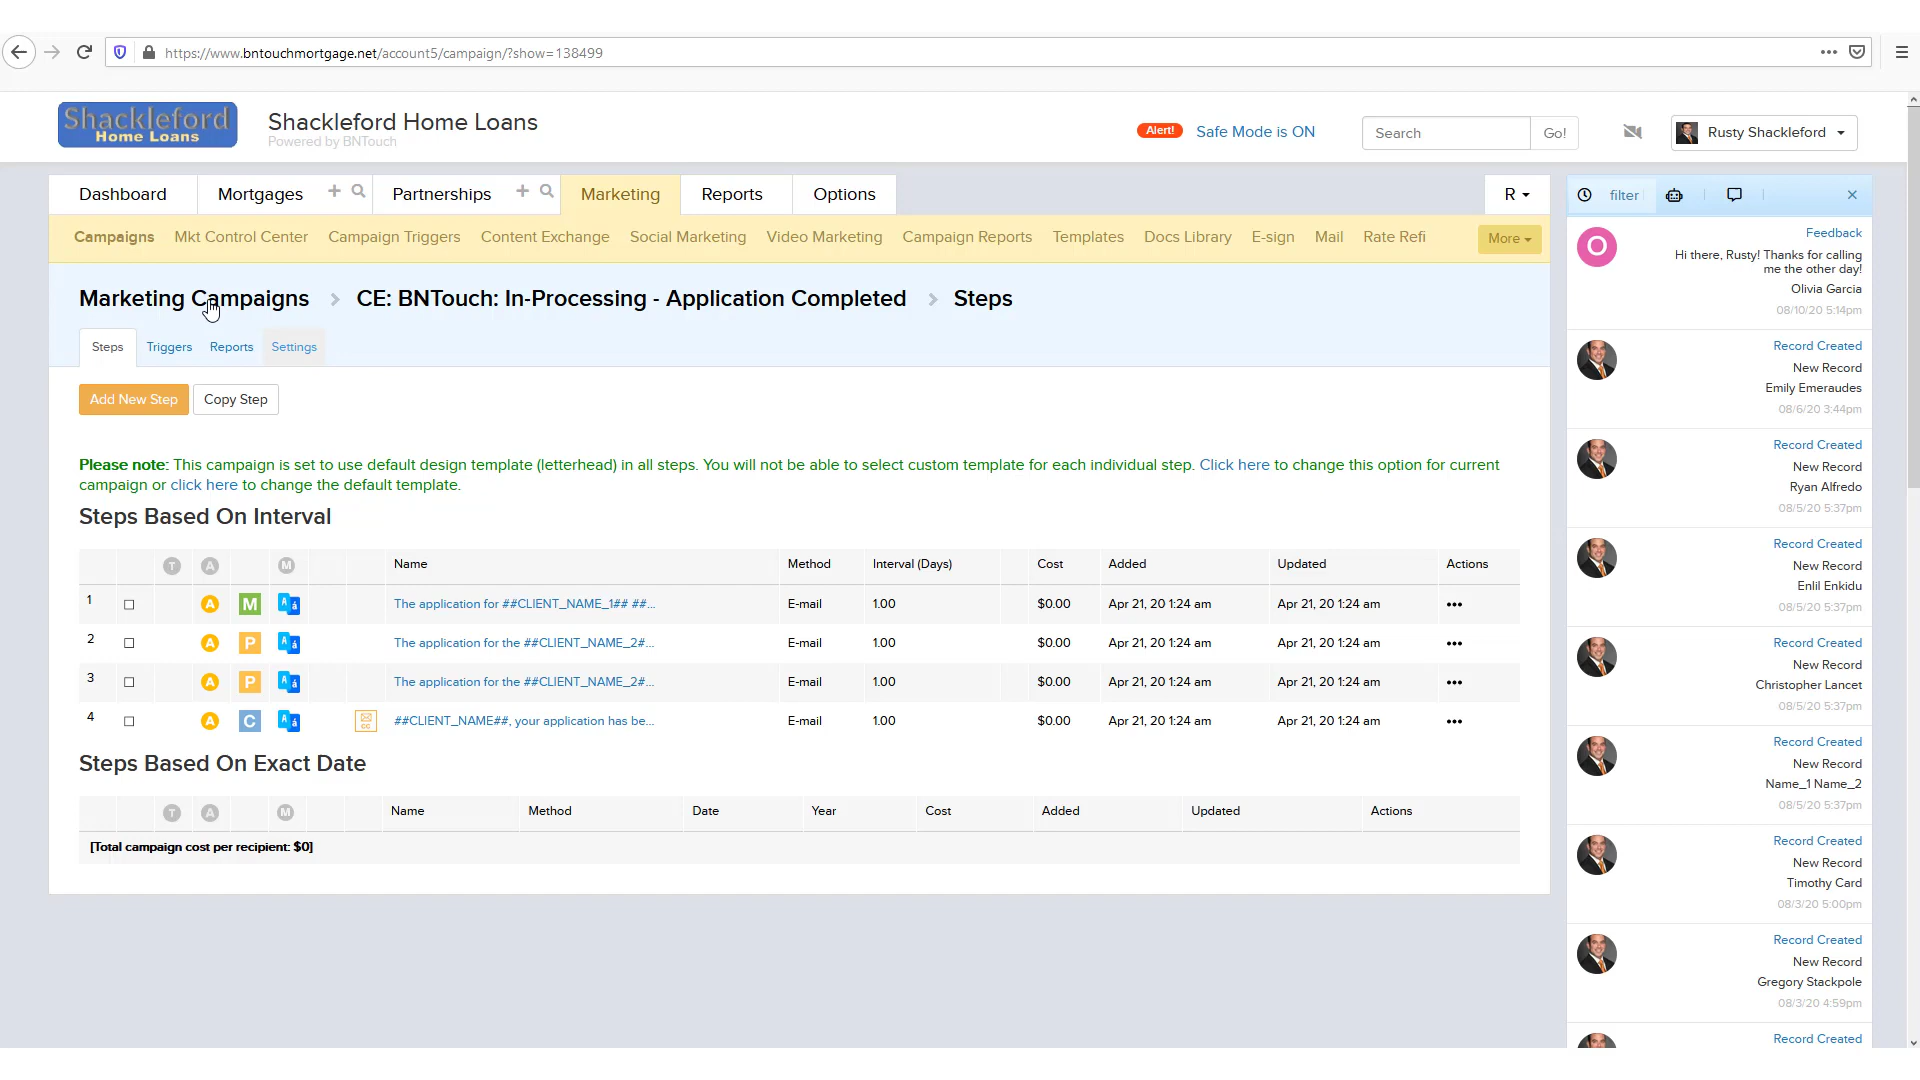 https://www.bntouchmortgage.net/account5/campaign/?show=138499
Shackleford
Home Loans
Shackleford Home Loans
Powered by BNTouch
Alert!
Safe Mode is ON
Search
Go!
Rusty Shackleford
Dashboard
Mortgages
Partnerships
Marketing
Reports
Options
R
filter
Campaigns
Mkt Control Center
Campaign Triggers
Content Exchange
Social Marketing
Video Marketing
Campaign Reports
Templates
Docs Library
E-sign
Mail
Rate Refi
More
Marketing Campaigns > CE: BNTouch: In-Processing - Application Completed > Steps
Steps
Triggers
Reports
Settings
Add New Step
Copy Step
Please note: This campaign is set to use default design template (letterhead) in all steps. You will not be able to select custom template for each individual step. Click here to change this option for current
campaign or click here to change the default template.
Steps Based On Interval
T A M Name Method Interval (Days) Cost Added Updated Actions
1 A M The application for ##CLIENT_NAME_1## ##... E-mail 1.00 $0.00 Apr 21, 20 1:24 am Apr 21, 20 1:24 am •••
2 A P The application for the ##CLIENT_NAME_2#... E-mail 1.00 $0.00 Apr 21, 20 1:24 am Apr 21, 20 1:24 am •••
3 A P The application for the ##CLIENT_NAME_2#... E-mail 1.00 $0.00 Apr 21, 20 1:24 am Apr 21, 20 1:24 am •••
4 A C CC ##CLIENT_NAME##, your application has be... E-mail 1.00 $0.00 Apr 21, 20 1:24 am Apr 21, 20 1:24 am •••
Steps Based On Exact Date
T A M Name Method Date Year Cost Added Updated Actions
[Total campaign cost per recipient: $0]
O
Feedback
Hi there, Rusty! Thanks for calling
me the other day!
Olivia Garcia
08/10/20 5:14pm
Record Created
New Record
Emily Emeraudes
08/6/20 3:44pm
Record Created
New Record
Ryan Alfredo
08/5/20 5:37pm
Record Created
New Record
Enlil Enkidu
08/5/20 5:37pm
Record Created
New Record
Christopher Lancet
08/5/20 5:37pm
Record Created
New Record
Name_1 Name_2
08/5/20 5:37pm
Record Created
New Record
Timothy Card
08/3/20 5:00pm
Record Created
New Record
Gregory Stackpole
08/3/20 4:59pm
Record Created